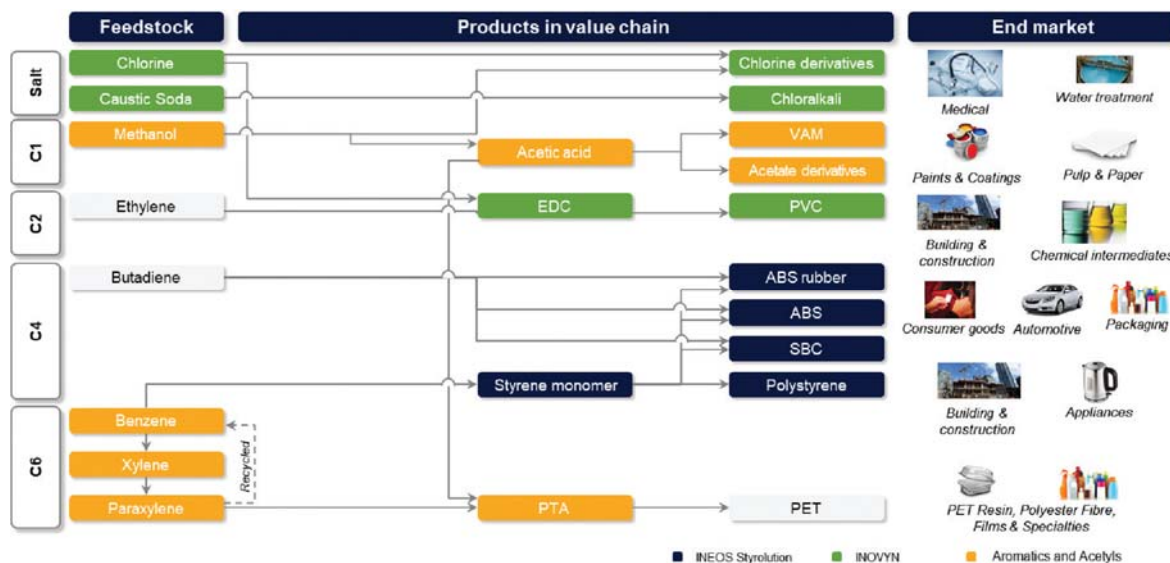 Feedstock
Products in value chain
End market
Salt
Chlorine
Chlorine derivatives
Caustic Soda
Chloralkali
Medical
Water treatment
C1
Methanol
Acetic acid
VAM
Acetate derivatives
Paints & Coatings
Pulp & Paper
C2
Ethylene
EDC
PVC
Building &
construction
Chemical intermediates
C4
Butadiene
ABS rubber
ABS
SBC
Styrene monomer
Polystyrene
Consumer goods
Automotive
Packaging
Building &
construction
Appliances
C6
Benzene
Xylene
Paraxylene
Recycled
PTA
PET
PET Resin, Polyester Fibre,
Films & Specialties
INEOS Styrolution
INOVYN
Aromatics and Acetyls